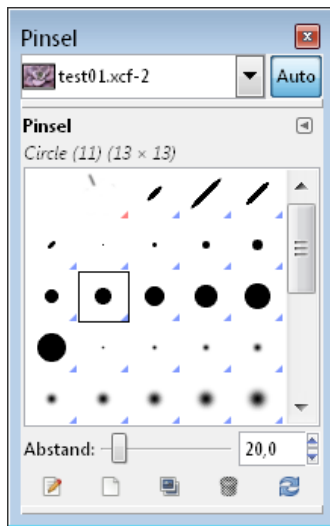 Pinsel
test01.xcf-2
Auto
Pinsel
Circle (11) (13 × 13)
Abstand:
20,0